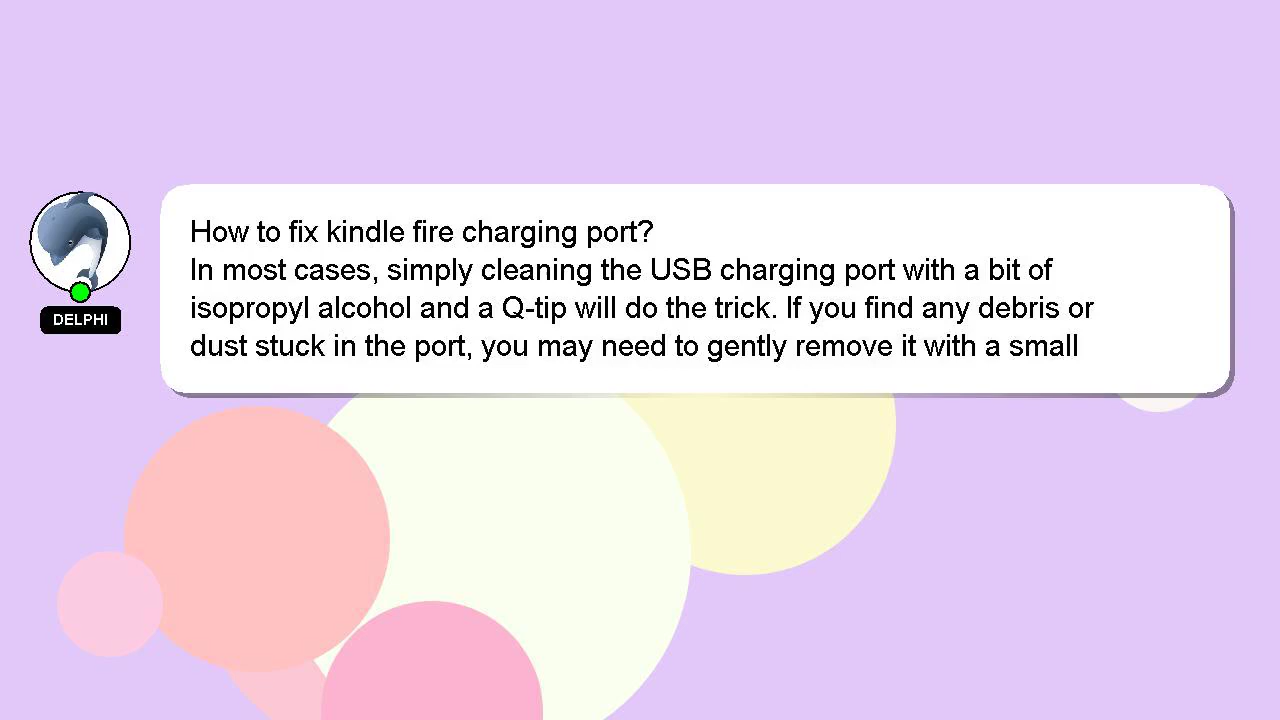 DELPHI
How to fix kindle fire charging port?
In most cases, simply cleaning the USB charging port with a bit of
isopropyl alcohol and a Q-tip will do the trick. If you find any debris or
dust stuck in the port, you may need to gently remove it with a small